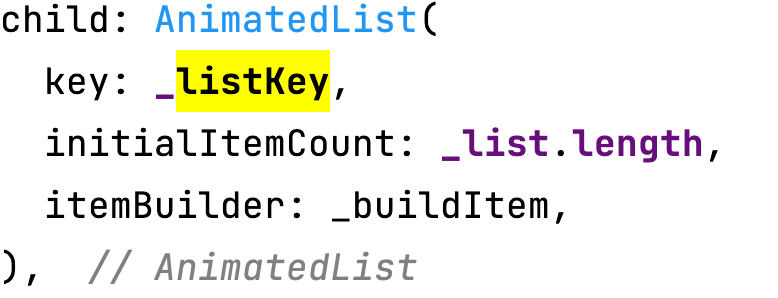 child: AnimatedList(
  key: _listKey,
  initialItemCount: _list.length,
  itemBuilder: _buildItem,
),  // AnimatedList